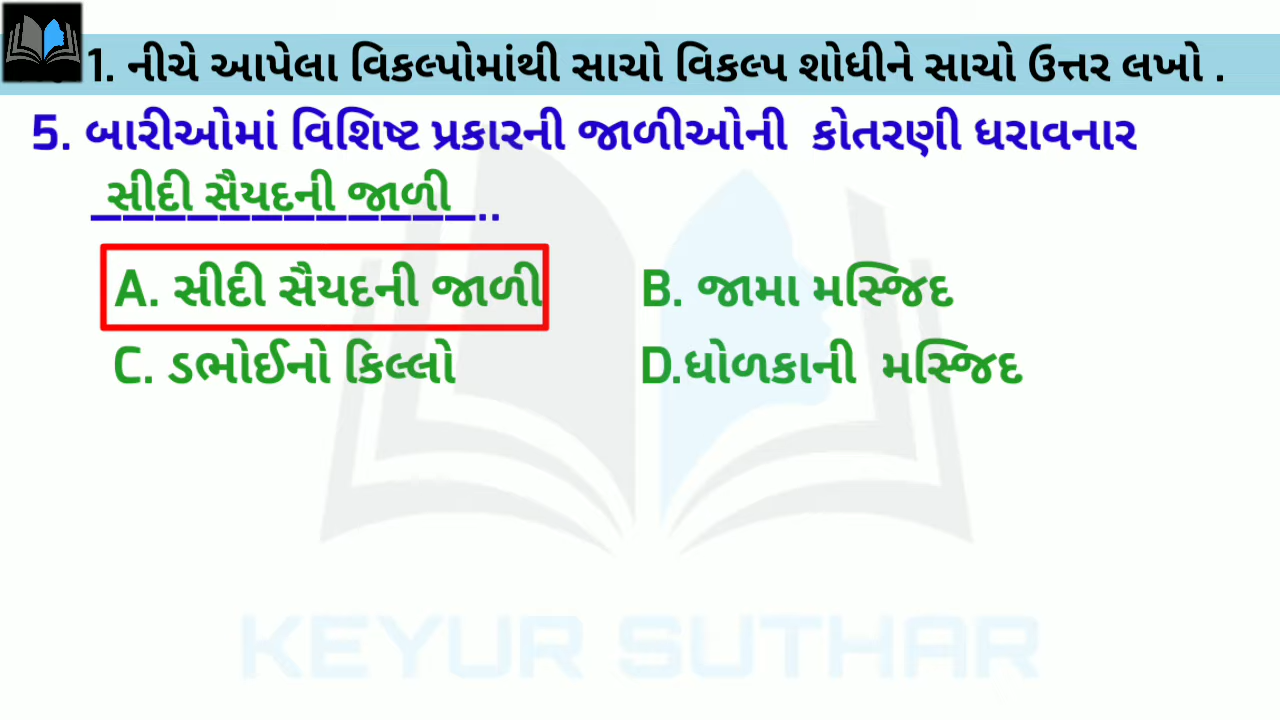 1. નીચે આપેલા વિકલ્પોમાંથી સાચો વિકલ્પ શોધીને સાચો ઉત્તર લખો .
5. બારીઓમાં વિશિષ્ટ પ્રકારની જાળીઓની કોતરણી ધરાવનાર
સીદી સૈયદની જાળી
____________..
A. સીદી સૈયદની જાળી B. જામા મસ્જિદ
C. ડભોઈનો કિલ્લો D.ધોળકાની મસ્જિદ
KEYUR SUTHAR